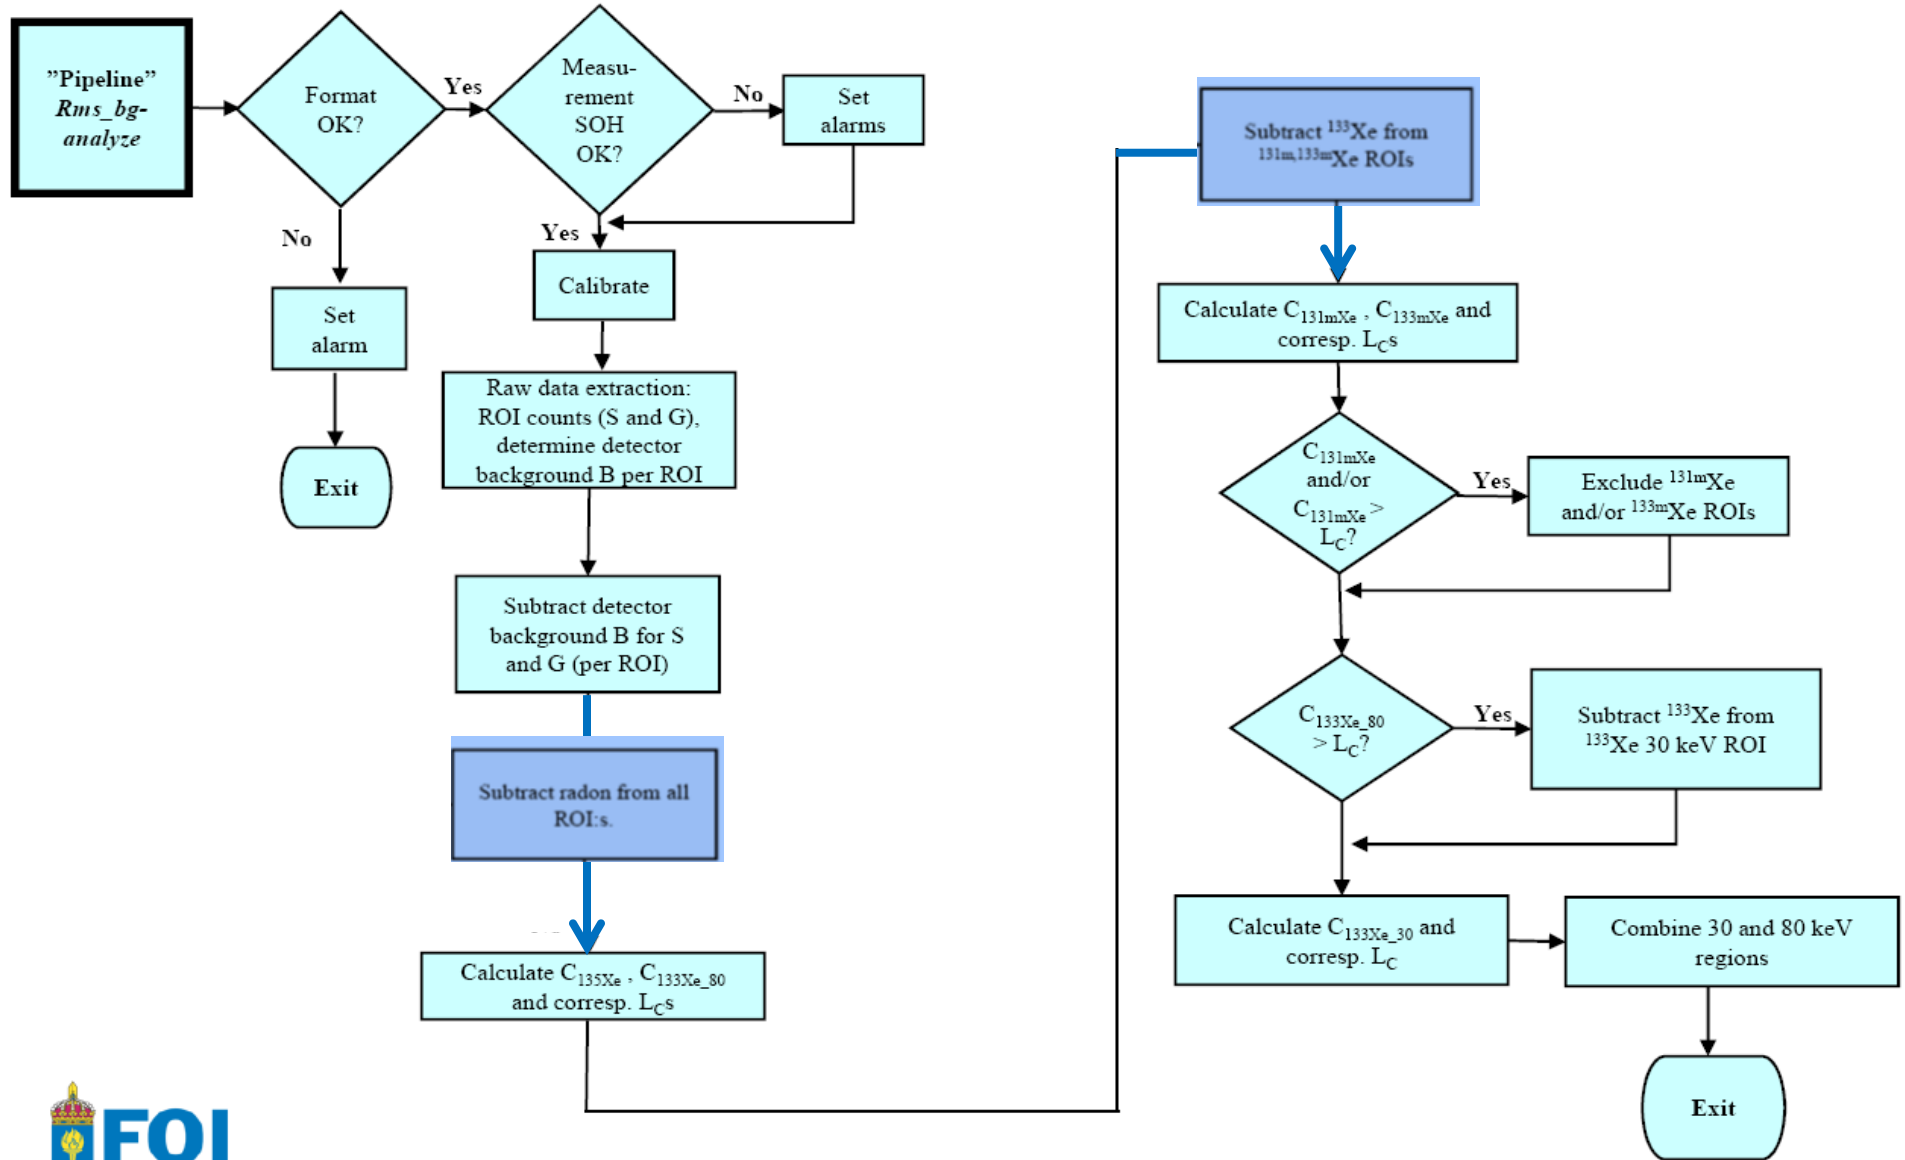 ”Pipeline”
Rms_bg-
analyze
Format
OK?
Yes
Measu-
rement
SOH
OK?
No
Set
alarms
No
Yes
Set
alarm
Exit
Calibrate
Raw data extraction:
ROI counts (S and G),
determine detector
background B per ROI
Subtract detector
background B for S
and G (per ROI)
Subtract radon from all
ROI:s.
Calculate C135Xe , C133Xe_80
and corresp. LCs
Subtract 133Xe from
131m,133mXe ROIs
Calculate C131mXe , C133mXe and
corresp. LCs
C131mXe
and/or
C131mXe >
LC?
Yes
Exclude 131mXe
and/or 133mXe ROIs
C133Xe_80
> LC?
Yes
Subtract 133Xe from
133Xe 30 keV ROI
Calculate C133Xe_30 and
corresp. LC
Combine 30 and 80 keV
regions
Exit
FOI